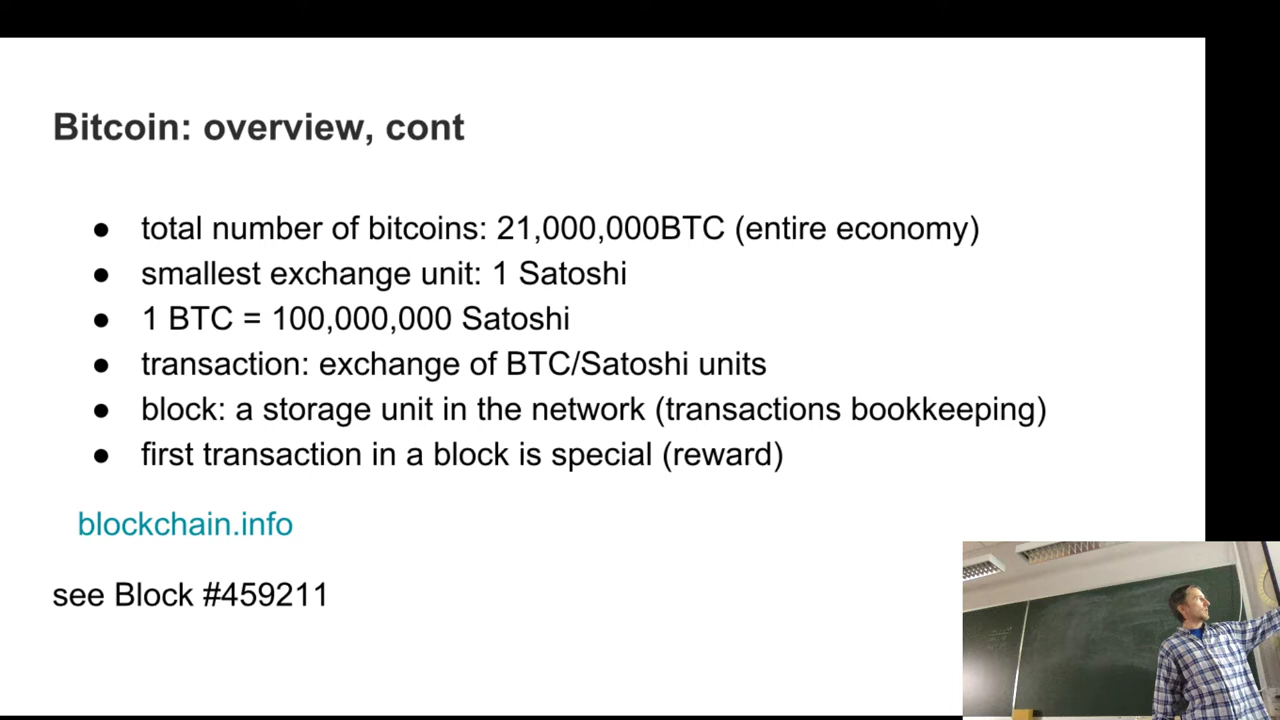 Bitcoin: overview, cont
● total number of bitcoins: 21,000,000BTC (entire economy)
● smallest exchange unit: 1 Satoshi
● 1 BTC = 100,000,000 Satoshi
● transaction: exchange of BTC/Satoshi units
● block: a storage unit in the network (transactions bookkeeping)
● first transaction in a block is special (reward)
blockchain.info
see Block #459211